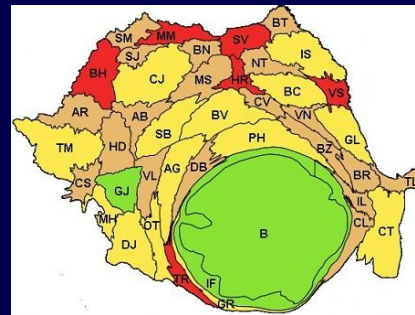 BT
SM MM SV
SJ BN IS
BH CJ MS HR NT
BC VS
AR AB CV VN
SB BV GL
TM HD PH BZ
CS GJ VL AG DB BR TL
IL
MH OT CL CT
DJ B
TR IF
GR